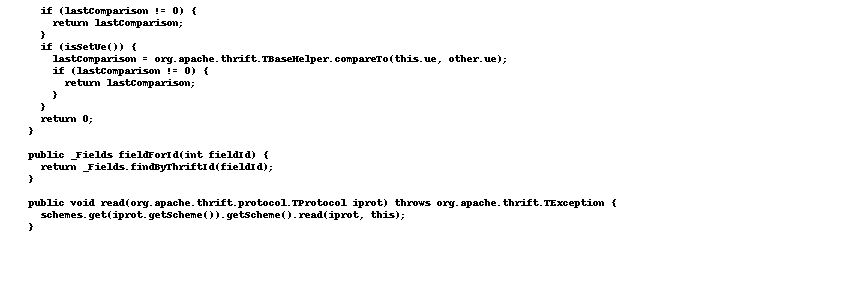 if (lastComparison != 0) {
return lastComparison;
}
if (isSetUe()) {
lastComparison = org.apache.thrift.TBaseHelper.compareTo(this.ue, other.ue);
if (lastComparison != 0) {
return lastComparison;
}
}
return 0;
}
public _Fields fieldForId(int fieldId) {
return _Fields.findByThriftId(fieldId);
}
public void read(org.apache.thrift.protocol.TProtocol iprot) throws org.apache.thrift.TException {
schemes.get(iprot.getScheme()).getScheme().read(iprot, this);
}